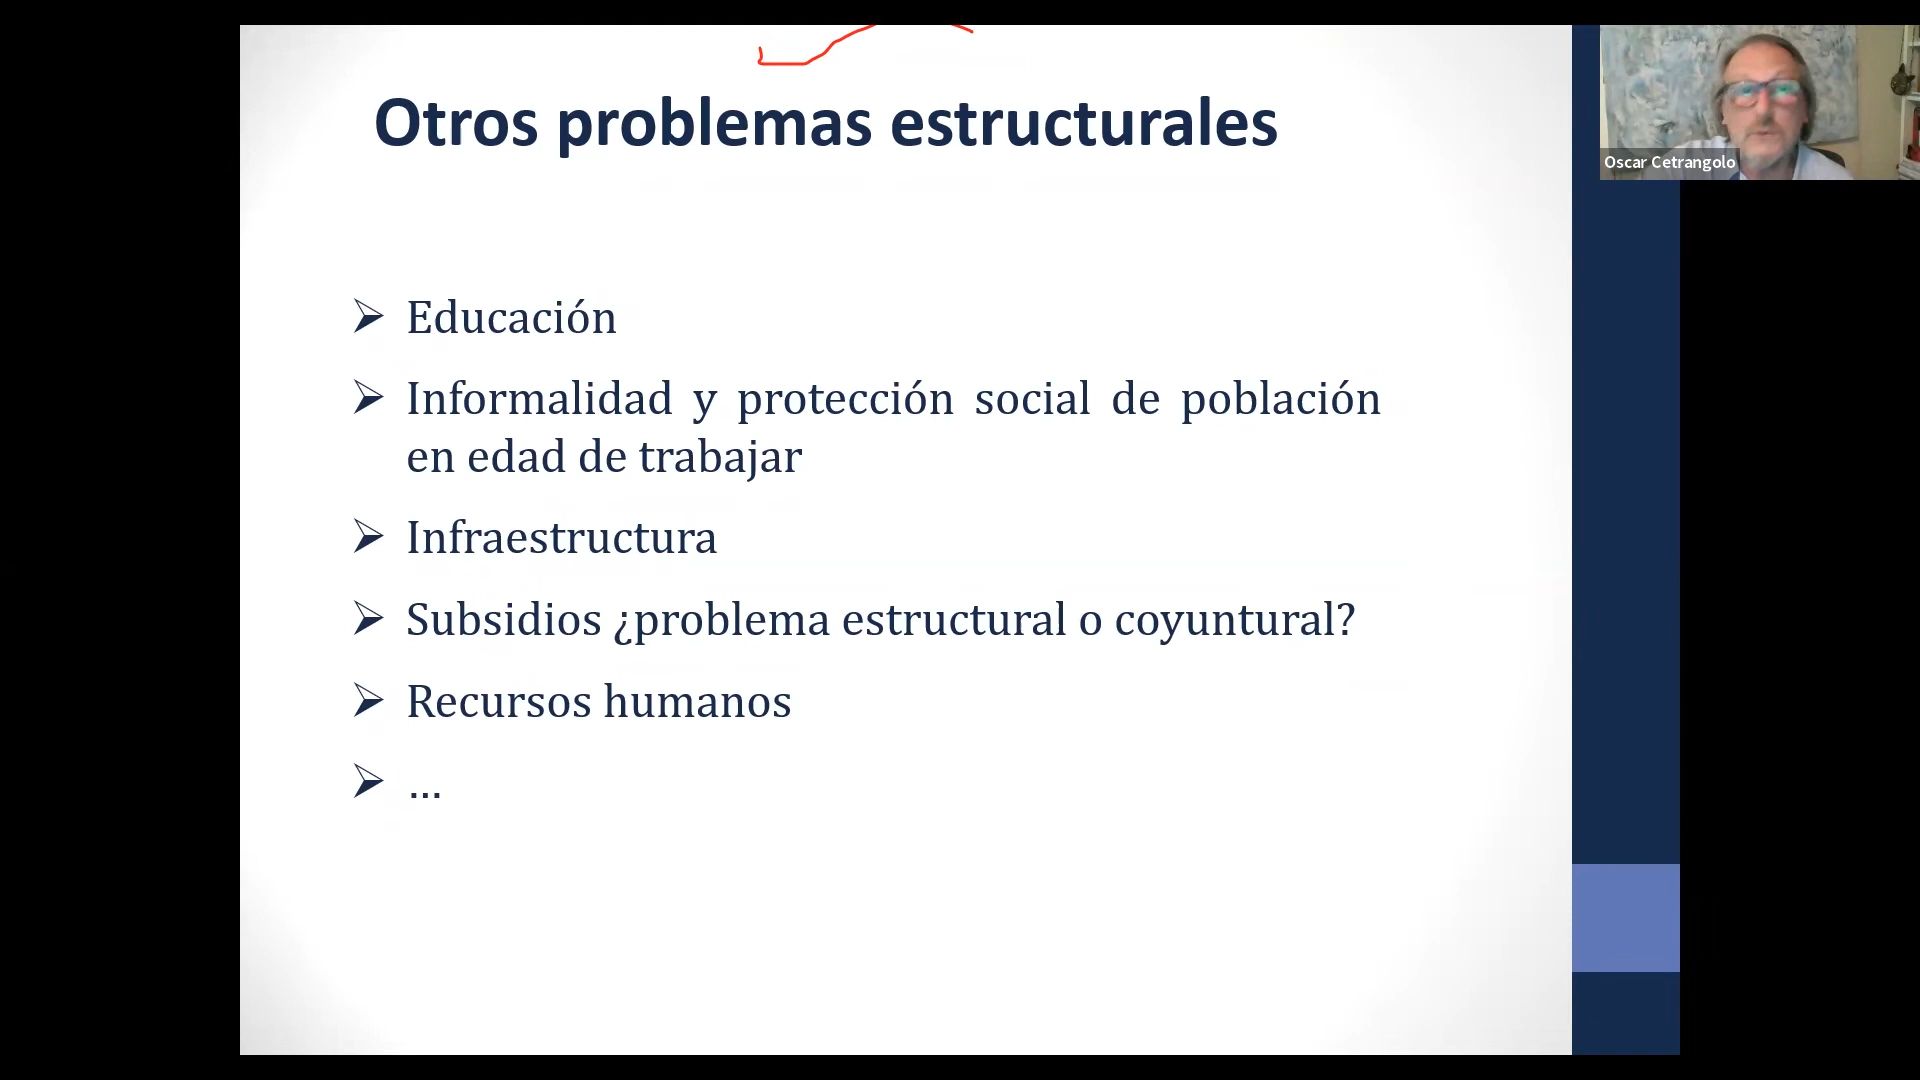 Otros problemas estructurales
Oscar Cetrangolo
Educación
Informalidad y protección social de población
en edad de trabajar
Infraestructura
Subsidios ¿problema estructural o coyuntural?
Recursos humanos
...